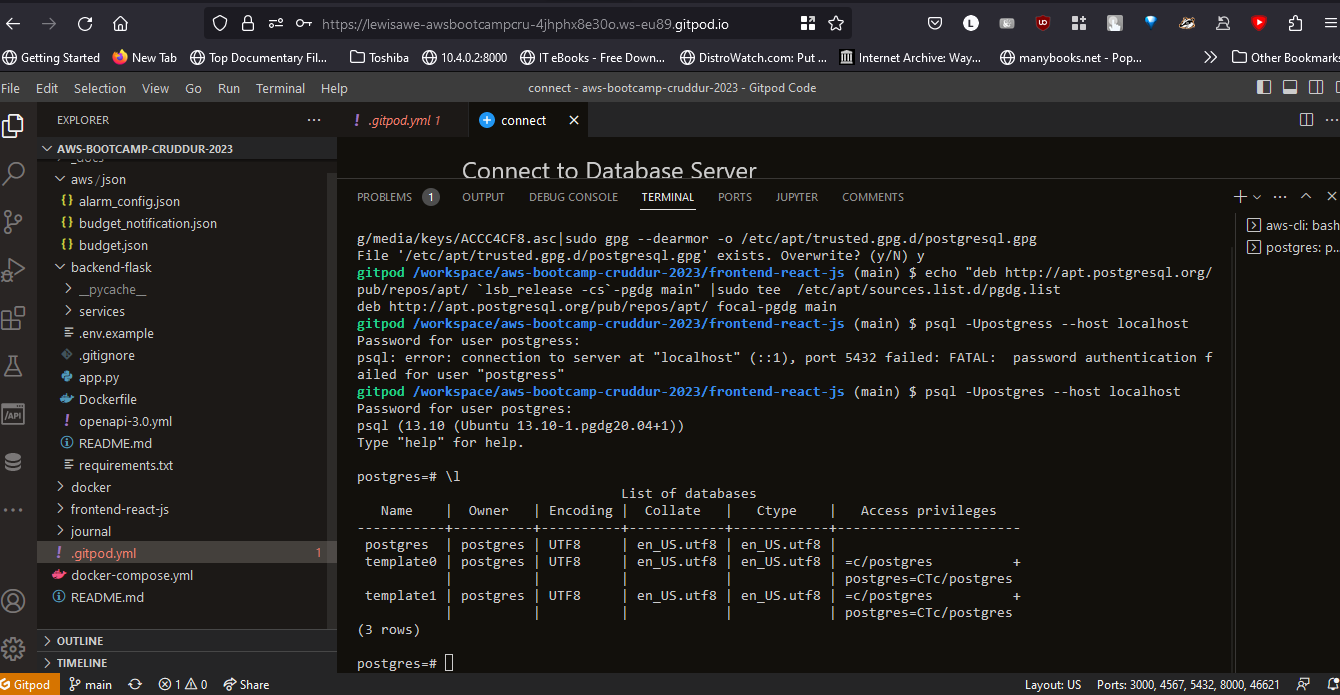 https://lewisawe-awsbootcampcru-4jhphx8e30o.ws-eu89.gitpod.io
Getting Started New Tab Top Documentary Fil... Toshiba 10.4.0.2:8000 IT eBooks - Free Down... DistroWatch.com: Put ... Internet Archive: Way... manybooks.net - Pop... Other Bookmarks
File Edit Selection View Go Run Terminal Help connect - aws-bootcamp-cruddur-2023 - Gitpod Code
EXPLORER
.gitpod.yml 1 connect
AWS-BOOTCAMP-CRUDDUR-2023
_docs
aws/json
alarm_config.json
budget_notification.json
budget.json
backend-flask
__pycache__
services
.env.example
.gitignore
app.py
Dockerfile
openapi-3.0.yml
README.md
requirements.txt
docker
frontend-react-js
journal
.gitpod.yml 1
docker-compose.yml
README.md
OUTLINE
TIMELINE
Connect to Database Server
PROBLEMS 1 OUTPUT DEBUG CONSOLE TERMINAL PORTS JUPYTER COMMENTS
aws-cli: bash
postgres: p...
g/media/keys/ACCC4CF8.asc|sudo gpg --dearmor -o /etc/apt/trusted.gpg.d/postgresql.gpg
File '/etc/apt/trusted.gpg.d/postgresql.gpg' exists. Overwrite? (y/N) y
gitpod /workspace/aws-bootcamp-cruddur-2023/frontend-react-js (main) $ echo "deb http://apt.postgresql.org/
pub/repos/apt/ `lsb_release -cs`-pgdg main" |sudo tee  /etc/apt/sources.list.d/pgdg.list
deb http://apt.postgresql.org/pub/repos/apt/ focal-pgdg main
gitpod /workspace/aws-bootcamp-cruddur-2023/frontend-react-js (main) $ psql -Upostgress --host localhost
Password for user postgress:
psql: error: connection to server at "localhost" (::1), port 5432 failed: FATAL:  password authentication f
ailed for user "postgress"
gitpod /workspace/aws-bootcamp-cruddur-2023/frontend-react-js (main) $ psql -Upostgres --host localhost
Password for user postgres:
psql (13.10 (Ubuntu 13.10-1.pgdg20.04+1))
Type "help" for help.
postgres=# \l
List of databases
Name | Owner | Encoding | Collate | Ctype | Access privileges
-----------+----------+----------+------------+------------+-----------------------
postgres | postgres | UTF8 | en_US.utf8 | en_US.utf8 |
template0 | postgres | UTF8 | en_US.utf8 | en_US.utf8 | =c/postgres +
| | | | | postgres=CTc/postgres
template1 | postgres | UTF8 | en_US.utf8 | en_US.utf8 | =c/postgres +
| | | | | postgres=CTc/postgres
(3 rows)
postgres=#
Gitpod main 1 0 Share Layout: US Ports: 3000, 4567, 5432, 8000, 46621